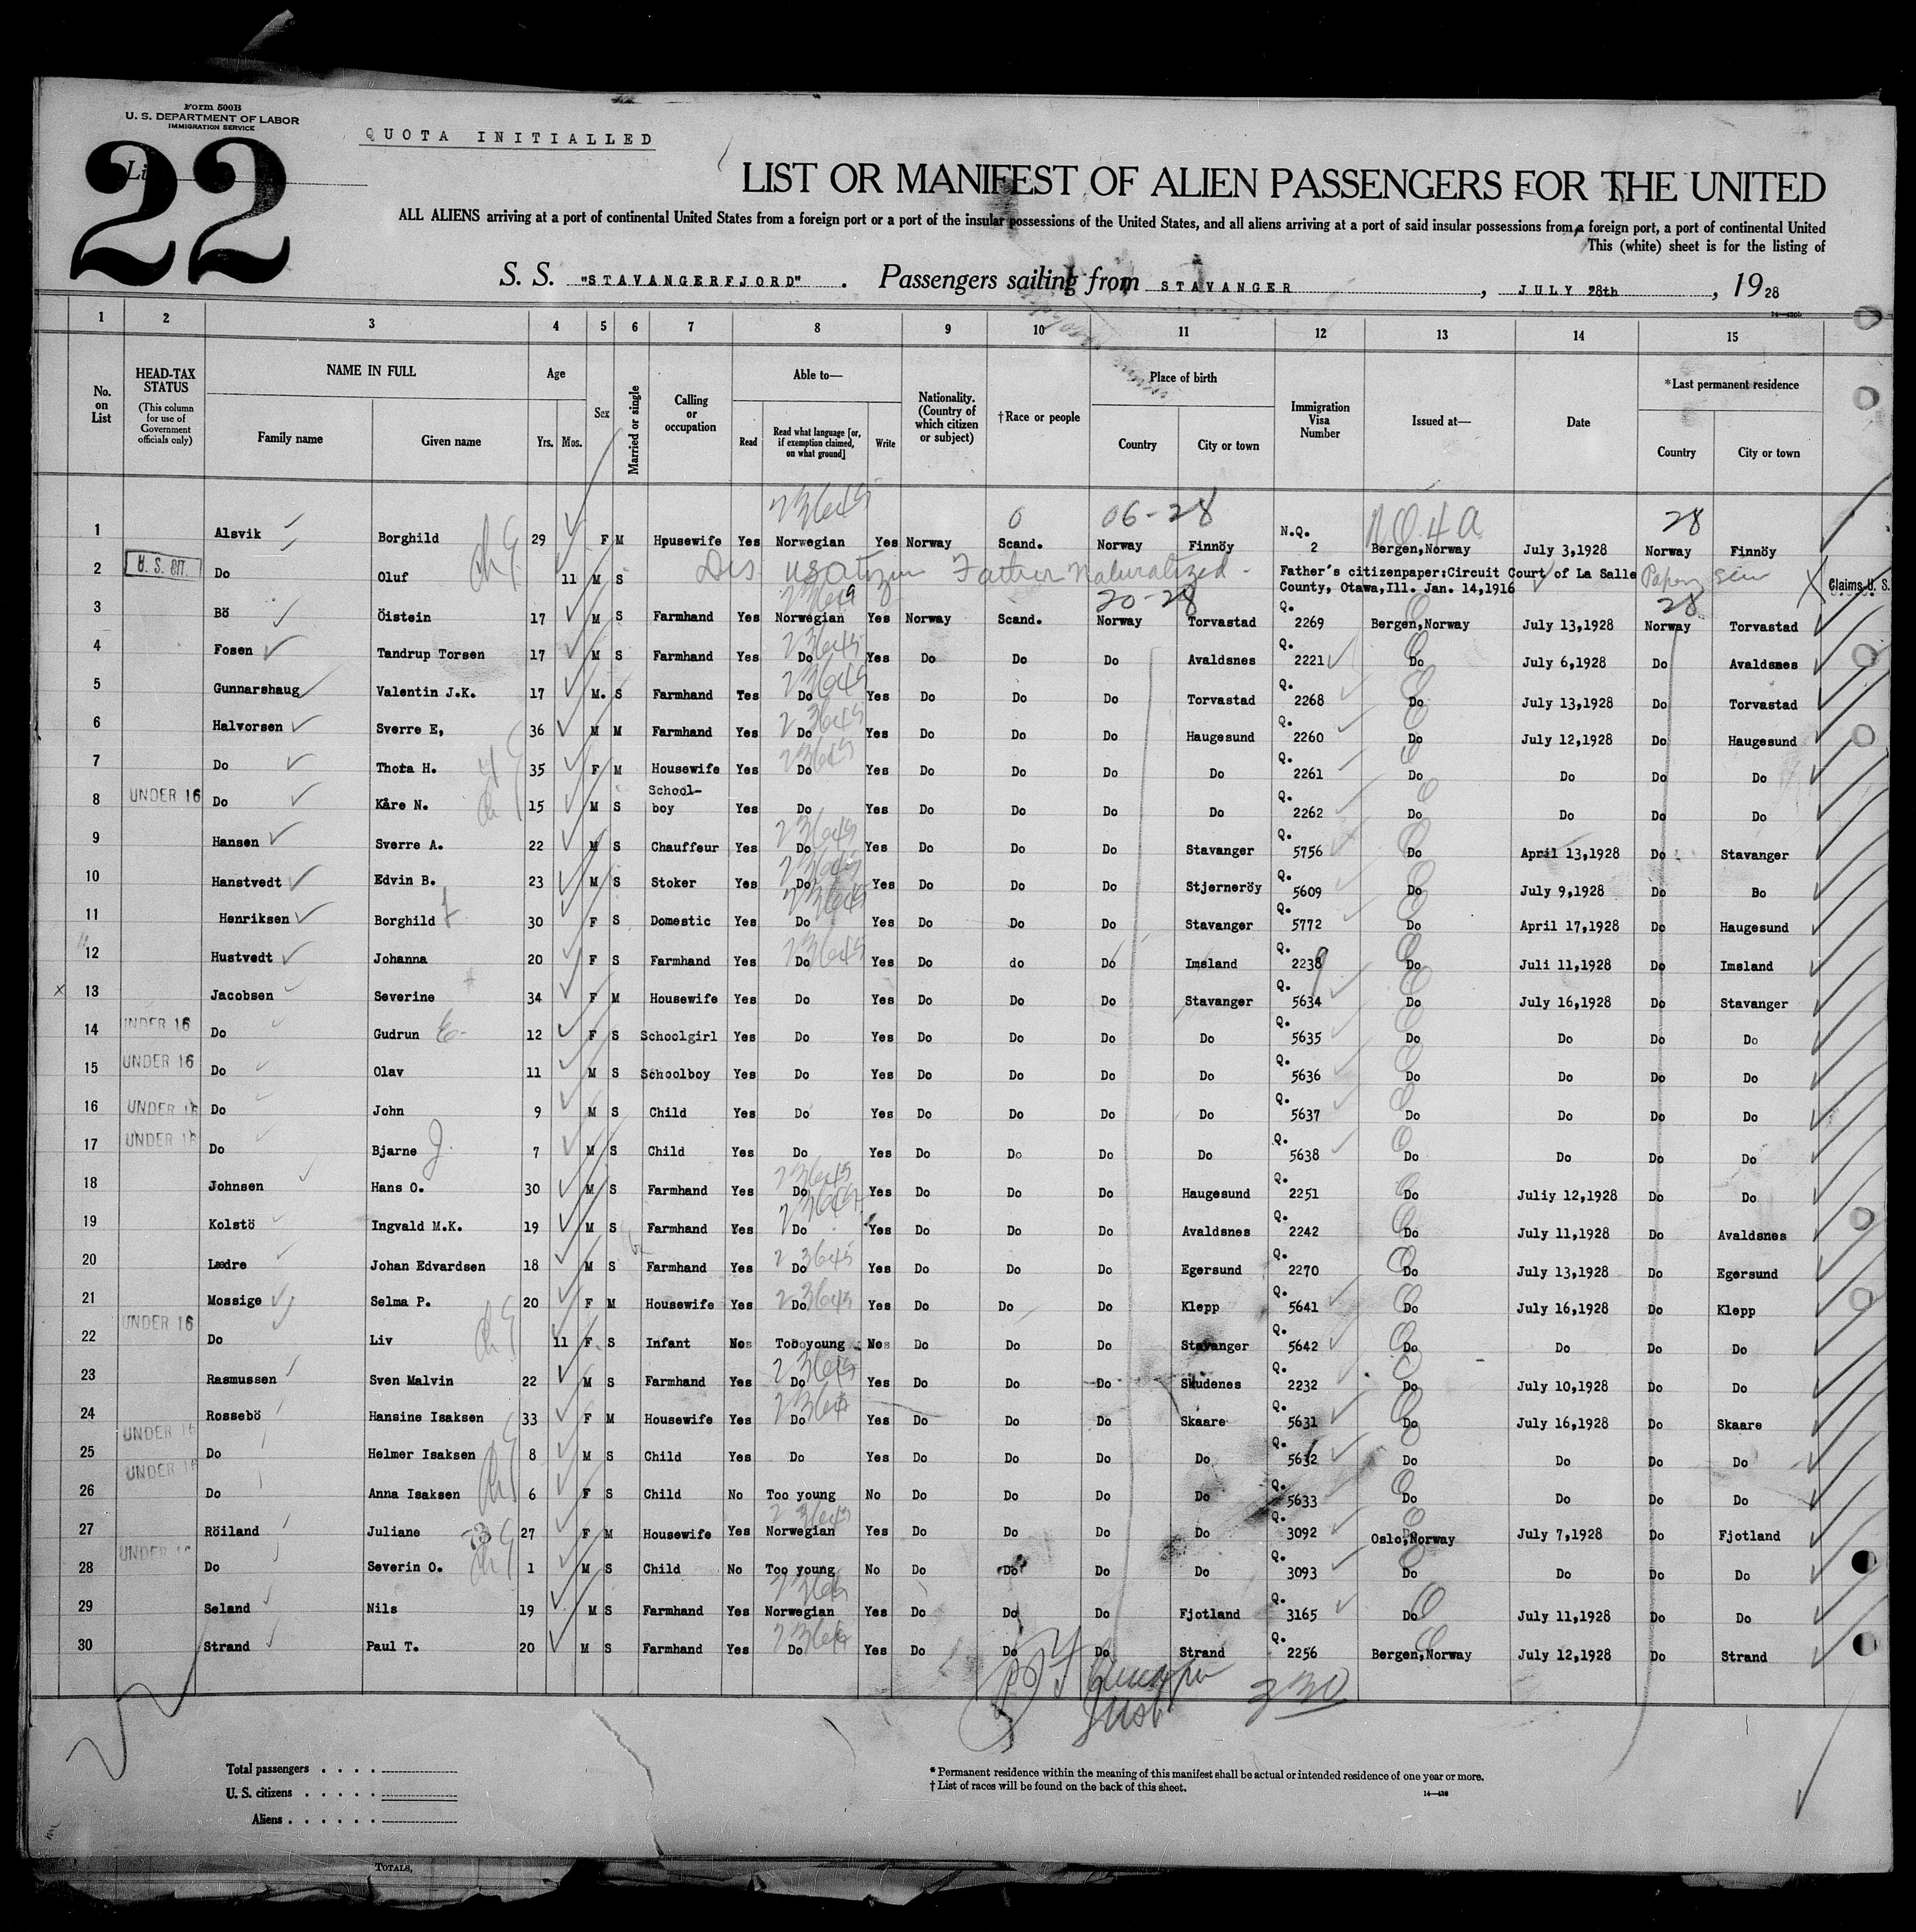 Form 500B
U. S. DEPARTMENT OF LABOR
IMMIGRATION SERVICE
QUOTA INITIALLED
22
LIST OR MANIFEST OF ALIEN PASSENGERS FOR THE UNITED
ALL ALIENS arriving at a port of continental United States from a foreign port or a port of the insular possessions of the United States, and all aliens arriving at a port of said insular possessions from a foreign port, a port of continental United
This (white) sheet is for the listing of
S. S. "STAVANGERFJORD" . Passengers sailing from STAVANGER , JULY 28th , 1928
1 2 3 4 5 6 7 8 9 10 11 12 13 14 15
No. on List
HEAD-TAX STATUS
(This column for use of Government officials only)
NAME IN FULL
Family name Given name
Age
Yrs. Mos.
Sex
Married or single
Calling or occupation
Able to—
Read Read what language [or, if exemption claimed, on what ground] Write
Nationality. (Country of which citizen or subject)
†Race or people
Place of birth
Country City or town
Immigration Visa Number
Issued at—
Date
*Last permanent residence
Country City or town
06-28 N.Q.4a 28
1 Alsvik Borghild 29 F M Hpusewife Yes Norwegian Yes Norway Scand. Norway Finnöy N.Q. 2 Bergen,Norway July 3,1928 Norway Finnöy
2 U. S. CIT. Do Oluf 11 M S Dis. US Citizen Father Naturalized - Father's citizenpaper:Circuit Court of La Salle County, Otawa,Ill. Jan. 14,1916 Papers seen Claims U. S.
20-28 28
3 Bö Öistein 17 M S Farmhand Yes Norwegian Yes Norway Scand. Norway Torvastad Q. 2269 Bergen,Norway July 13,1928 Norway Torvastad
4 Fosen Tandrup Torsen 17 M S Farmhand Yes Do Yes Do Do Do Avaldsnes Q. 2221 Do July 6,1928 Do Avaldsnes
5 Gunnarshaug Valentin J.K. 17 M. S Farmhand Yes Do Yes Do Do Do Torvastad Q. 2268 Do July 13,1928 Do Torvastad
6 Halvorsen Sverre E, 36 M M Farmhand Yes Do Yes Do Do Do Haugesund Q. 2260 Do July 12,1928 Do Haugesund
7 Do Thora H. 35 F M Housewife Yes Do Yes Do Do Do Do Q. 2261 Do Do Do Do
8 UNDER 16 Do Kåre N. 15 M S School-boy Yes Do Yes Do Do Do Do Q. 2262 Do Do Do Do
9 Hansen Sverre A. 22 M S Chauffeur Yes Do Yes Do Do Do Stavanger Q. 5756 Do April 13,1928 Do Stavanger
10 Hanstvedt Edvin B. 23 M S Stoker Yes Do Yes Do Do Do Stjerneröy Q. 5609 Do July 9,1928 Do Bo
11 Henriksen Borghild 30 F S Domestic Yes Do Yes Do Do Do Stavanger Q. 5772 Do April 17,1928 Do Haugesund
12 Hustvedt Johanna 20 F S Farmhand Yes Do Yes Do do Do Imsland Q. 2239 Do Juli 11,1928 Do Imsland
x 13 Jacobsen Severine 34 F M Housewife Yes Do Yes Do Do Do Stavanger Q. 5634 Do July 16,1928 Do Stavanger
14 UNDER 16 Do Gudrun E- 12 F S Schoolgirl Yes Do Yes Do Do Do Do Q. 5635 Do Do Do Do
15 UNDER 16 Do Olav 11 M S Schoolboy Yes Do Yes Do Do Do Do Q. 5636 Do Do Do Do
16 UNDER 16 Do John 9 M S Child Yes Do Yes Do Do Do Do Q. 5637 Do Do Do Do
17 UNDER 16 Do Bjarne J. 7 M S Child Yes Do Yes Do Do Do Do Q. 5638 Do Do Do Do
18 Johnsen Hans O. 30 M S Farmhand Yes Do Yes Do Do Do Haugesund Q. 2251 Do Juliy 12,1928 Do Do
19 Kolstö Ingvald M.K. 19 M S Farmhand Yes Do Yes Do Do Do Avaldsnes Q. 2242 Do July 11,1928 Do Avaldsnes
20 Lædre Johan Edvardsen 18 M S Farmhand Yes Do Yes Do Do Do Egersund Q. 2270 Do July 13,1928 Do Egersund
21 Mossige Selma P. 20 F M Housewife Yes Do Yes Do Do Do Klepp Q. 5641 Do July 16,1928 Do Klepp
22 UNDER 16 Do Liv 11 F S Infant No Too young No Do Do Do Stavanger Q. 5642 Do Do Do Do
23 Rasmussen Sven Malvin 22 M S Farmhand Yes Do Yes Do Do Do Skudenes Q. 2232 Do July 10,1928 Do Do
24 Rossebö Hansine Isaksen 33 F M Housewife Yes Do Yes Do Do Do Skaare Q. 5631 Do July 16,1928 Do Skaare
25 UNDER 16 Do Helmer Isaksen 8 M S Child Yes Do Yes Do Do Do Do Q. 5632 Do Do Do Do
26 UNDER 16 Do Anna Isaksen 6 F S Child No Too young No Do Do Do Do Q. 5633 Do Do Do Do
27 Röiland Juliane 27 F M Housewife Yes Norwegian Yes Do Do Do Do Q. 3092 Oslo,Norway July 7,1928 Do Fjotland
28 UNDER 16 Do Severin O. 1 M S Child No Too young No Do Do Do Do Q. 3093 Do Do Do Do
29 Seland Nils 19 M S Farmhand Yes Norwegian Yes Do Do Do Fjotland Q. 3165 Do July 11,1928 Do Do
30 Strand Paul T. 20 M S Farmhand Yes Do Yes Do Do Do Strand Q. 2256 Bergen,Norway July 12,1928 Do Strand
330
Total passengers . . . .
U. S. citizens . . . . .
Aliens . . . . . .
* Permanent residence within the meaning of this manifest shall be actual or intended residence of one year or more.
† List of races will be found on the back of this sheet.
14—430
TOTALS,